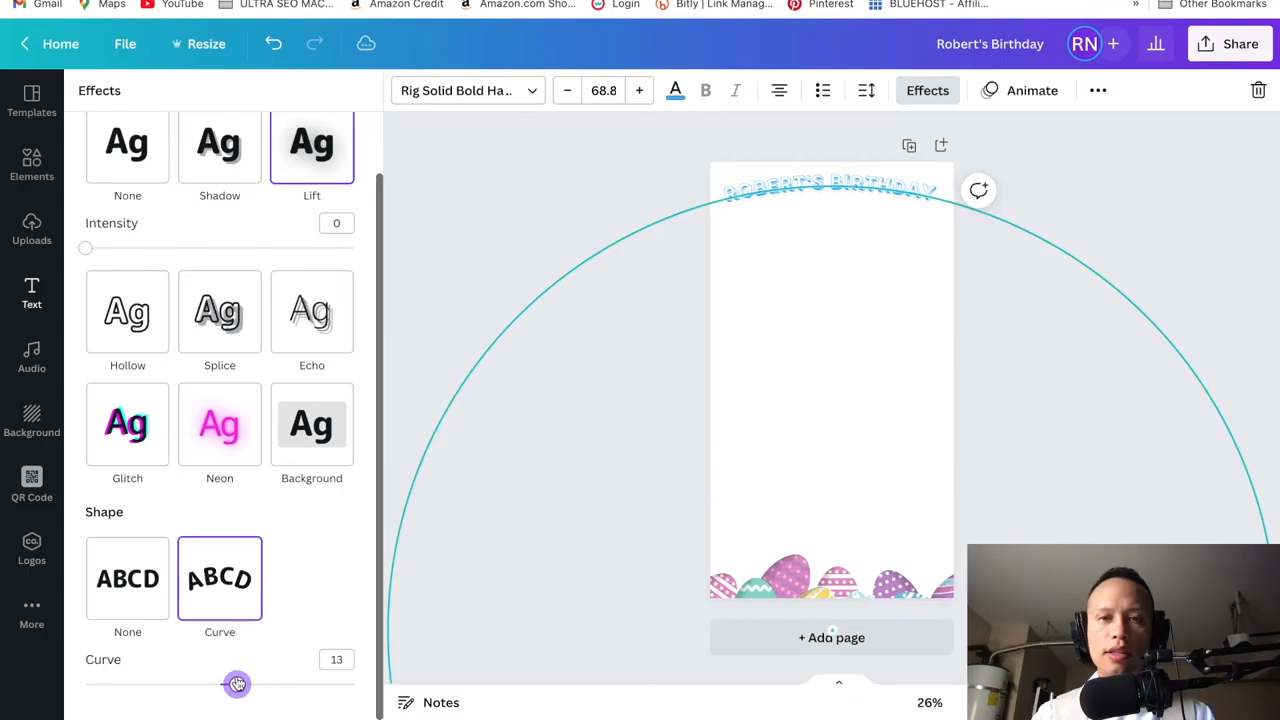 Gmail
Maps
YouTube
ULTRA SEO MAC...
Amazon Credit
Amazon.com Sho...
Login
Bitly | Link Manag...
Pinterest
BLUEHOST - Affili...
»
Other Bookmarks
Home
File
Resize
Robert's Birthday
RN
+
Share
Templates
Elements
Uploads
Text
Audio
Background
QR Code
Logos
More
Effects
Ag
None
Ag
Shadow
Ag
Lift
Intensity
0
Ag
Hollow
Ag
Splice
Ag
Echo
Ag
Glitch
Ag
Neon
Ag
Background
Shape
ABCD
None
ABCD
Curve
Curve
13
Rig Solid Bold Ha...
68.8
A
B
I
Effects
Animate
ROBERT'S BIRTHDAY
+ Add page
Notes
26%